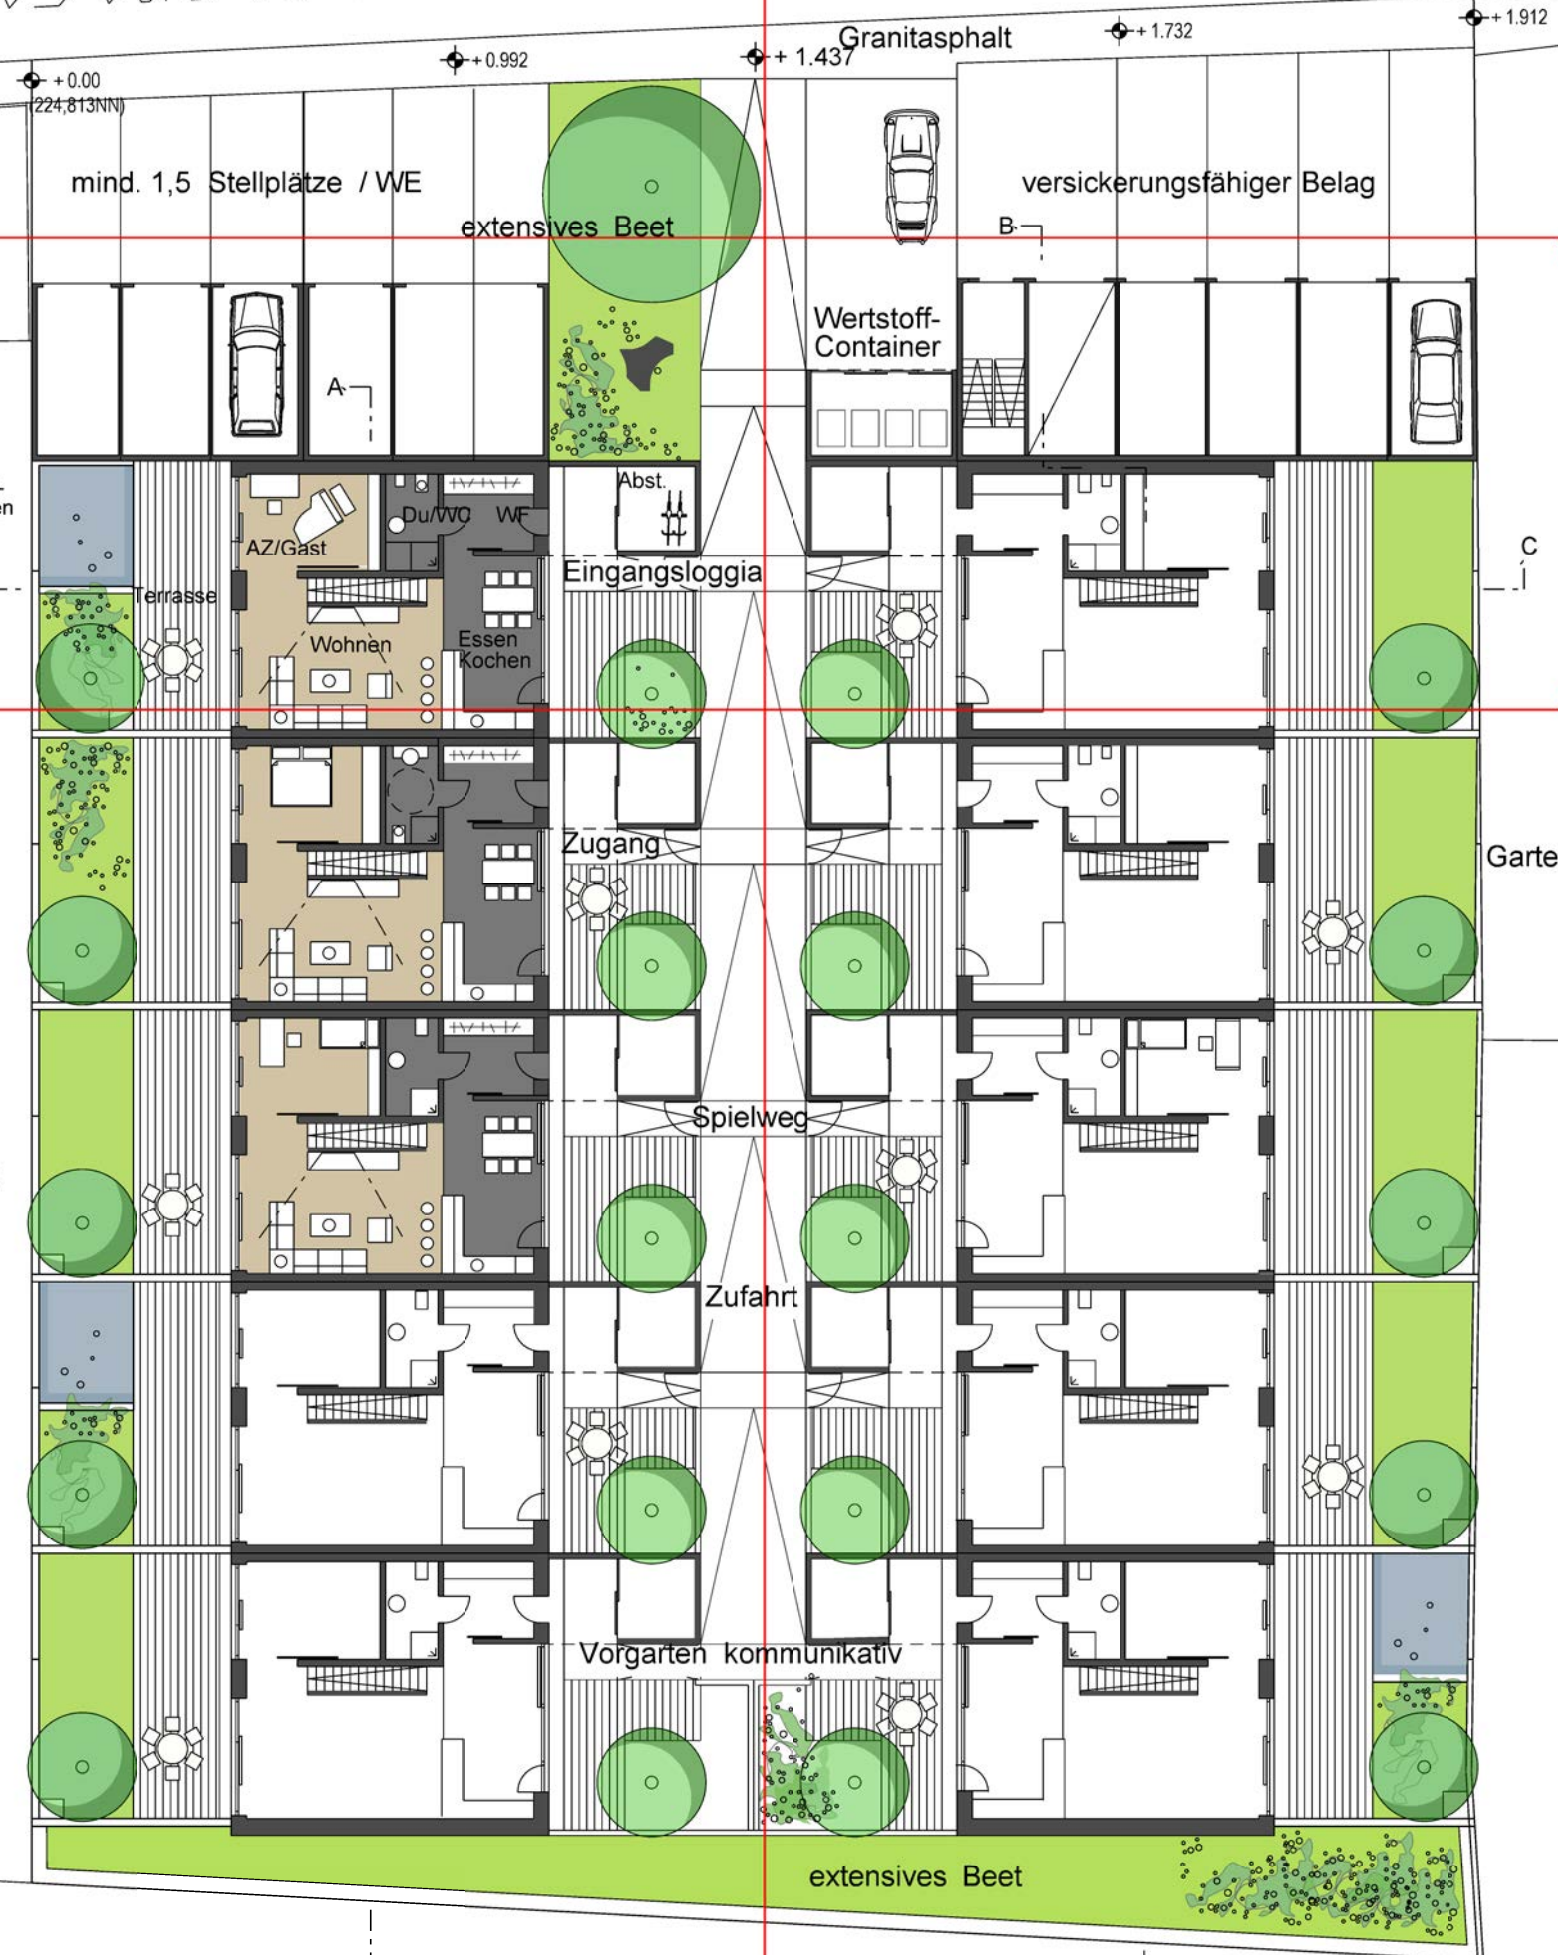 + 1.912
+ 1.732
Granitasphalt
+ 1.437
+ 0.992
+ 0.00
(224,813NN)
mind. 1,5 Stellplätze / WE
versickerungsfähiger Belag
extensives Beet
B
Wertstoff-
Container
A
Abst.
en
Du/WC
WF
AZ/Gast
C
Eingangsloggia
Terrasse
Wohnen
Essen
Kochen
Zugang
Garte
Spielweg
Zufahrt
Vorgarten kommunikativ
extensives Beet